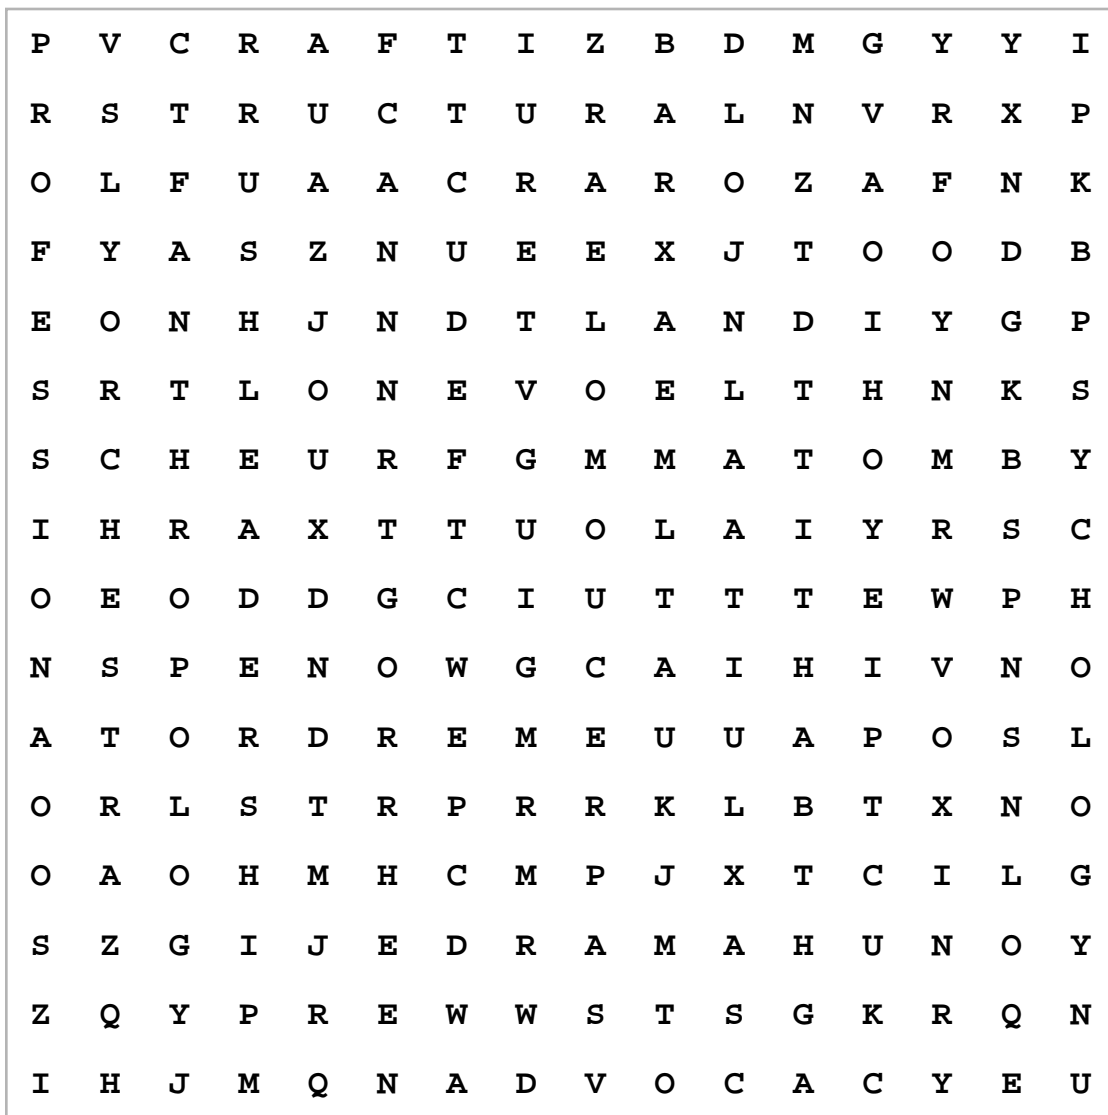 P V C R A F T I Z B D M G Y Y I
R S T R U C T U R A L N V R X P
O L F U A A C R A R O Z A F N K
F Y A S Z N U E E X J T O O D B
E O N H J N D T L A N D I Y G P
S R T L O N E V O E L T H N K S
S C H E U R F G M M A T O M B Y
I H R A X T T U O L A I Y R S C
O E O D D G C I U T T T E W P H
N S P E N O W G C A I H I V N O
A T O R D R E M E U U A P O S L
O R L S T R P R R K L B T X N O
O A O H M H C M P J X T C I L G
S Z G I J E D R A M A H U N O Y
Z Q Y P R E W W S T S G K R Q N
I H J M Q N A D V O C A C Y E U